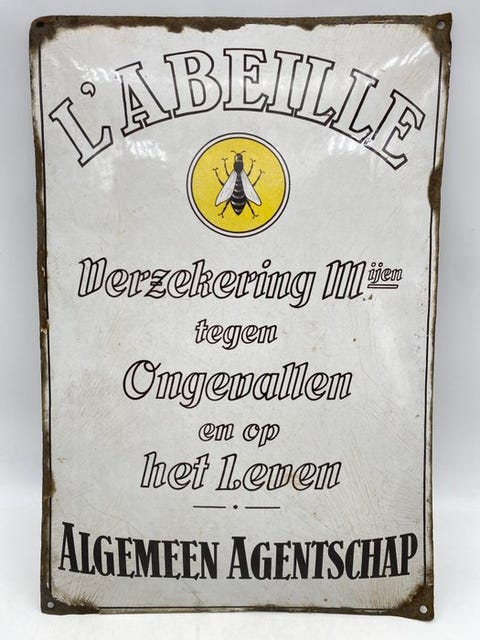 L'ABEILLE
Verzekering Mijen
tegen
Ongevallen
en op
het Leven
ALGEMEEN AGENTSCHAP